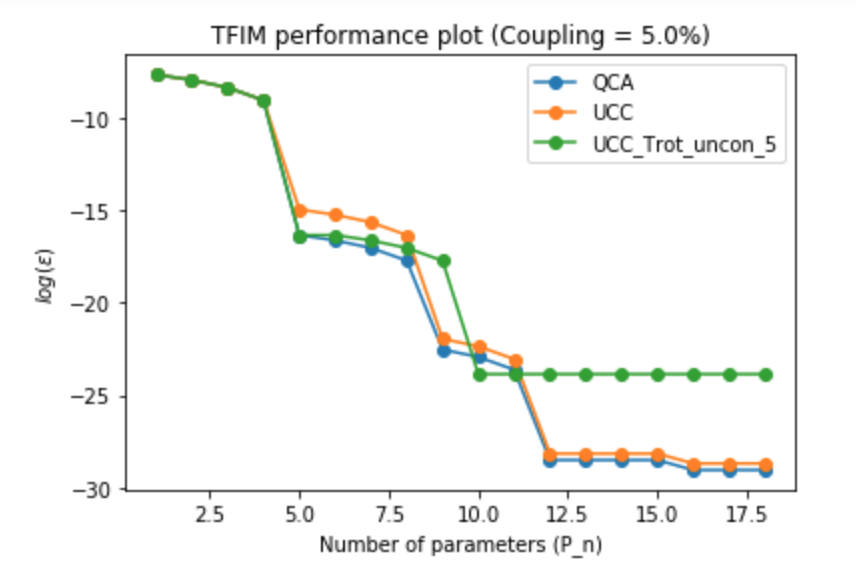 TFIM performance plot (Coupling = 5.0%)
QCA
UCC
UCC_Trot_uncon_5
−10
−15
−20
−25
−30
log(ε)
2.5 5.0 7.5 10.0 12.5 15.0 17.5
Number of parameters (P_n)